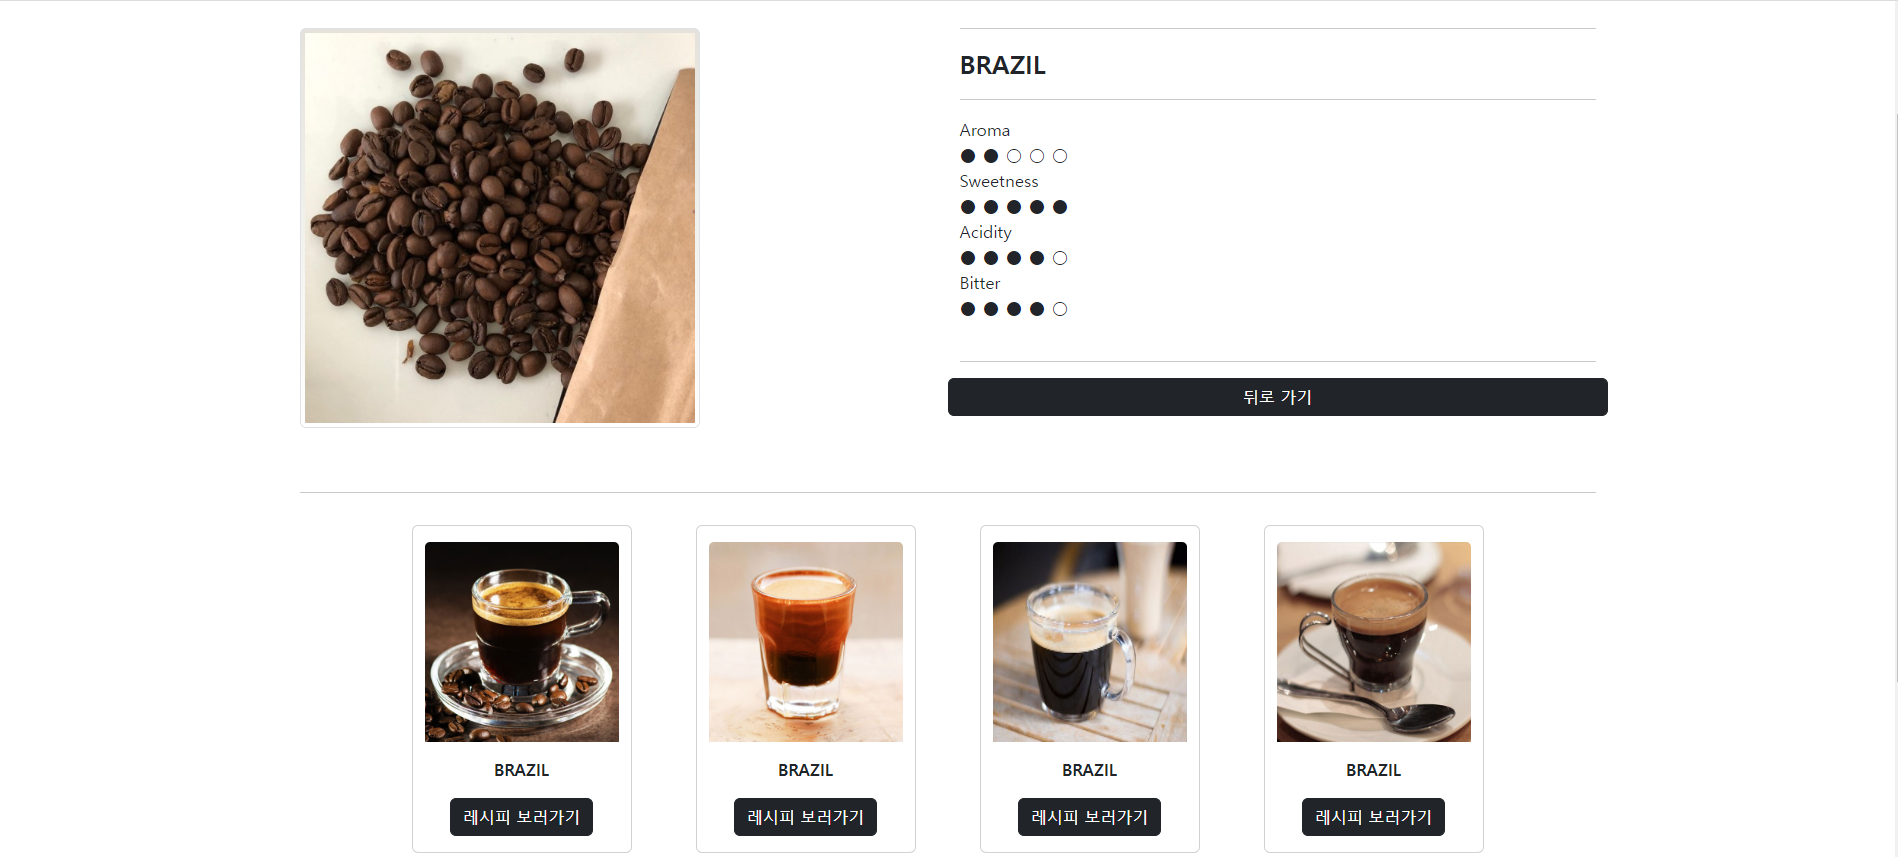 BRAZIL
Aroma
● ● ○ ○ ○
Sweetness
● ● ● ● ●
Acidity
● ● ● ● ○
Bitter
● ● ● ● ○
뒤로 가기
BRAZIL BRAZIL BRAZIL BRAZIL
레시피 보러가기 레시피 보러가기 레시피 보러가기 레시피 보러가기